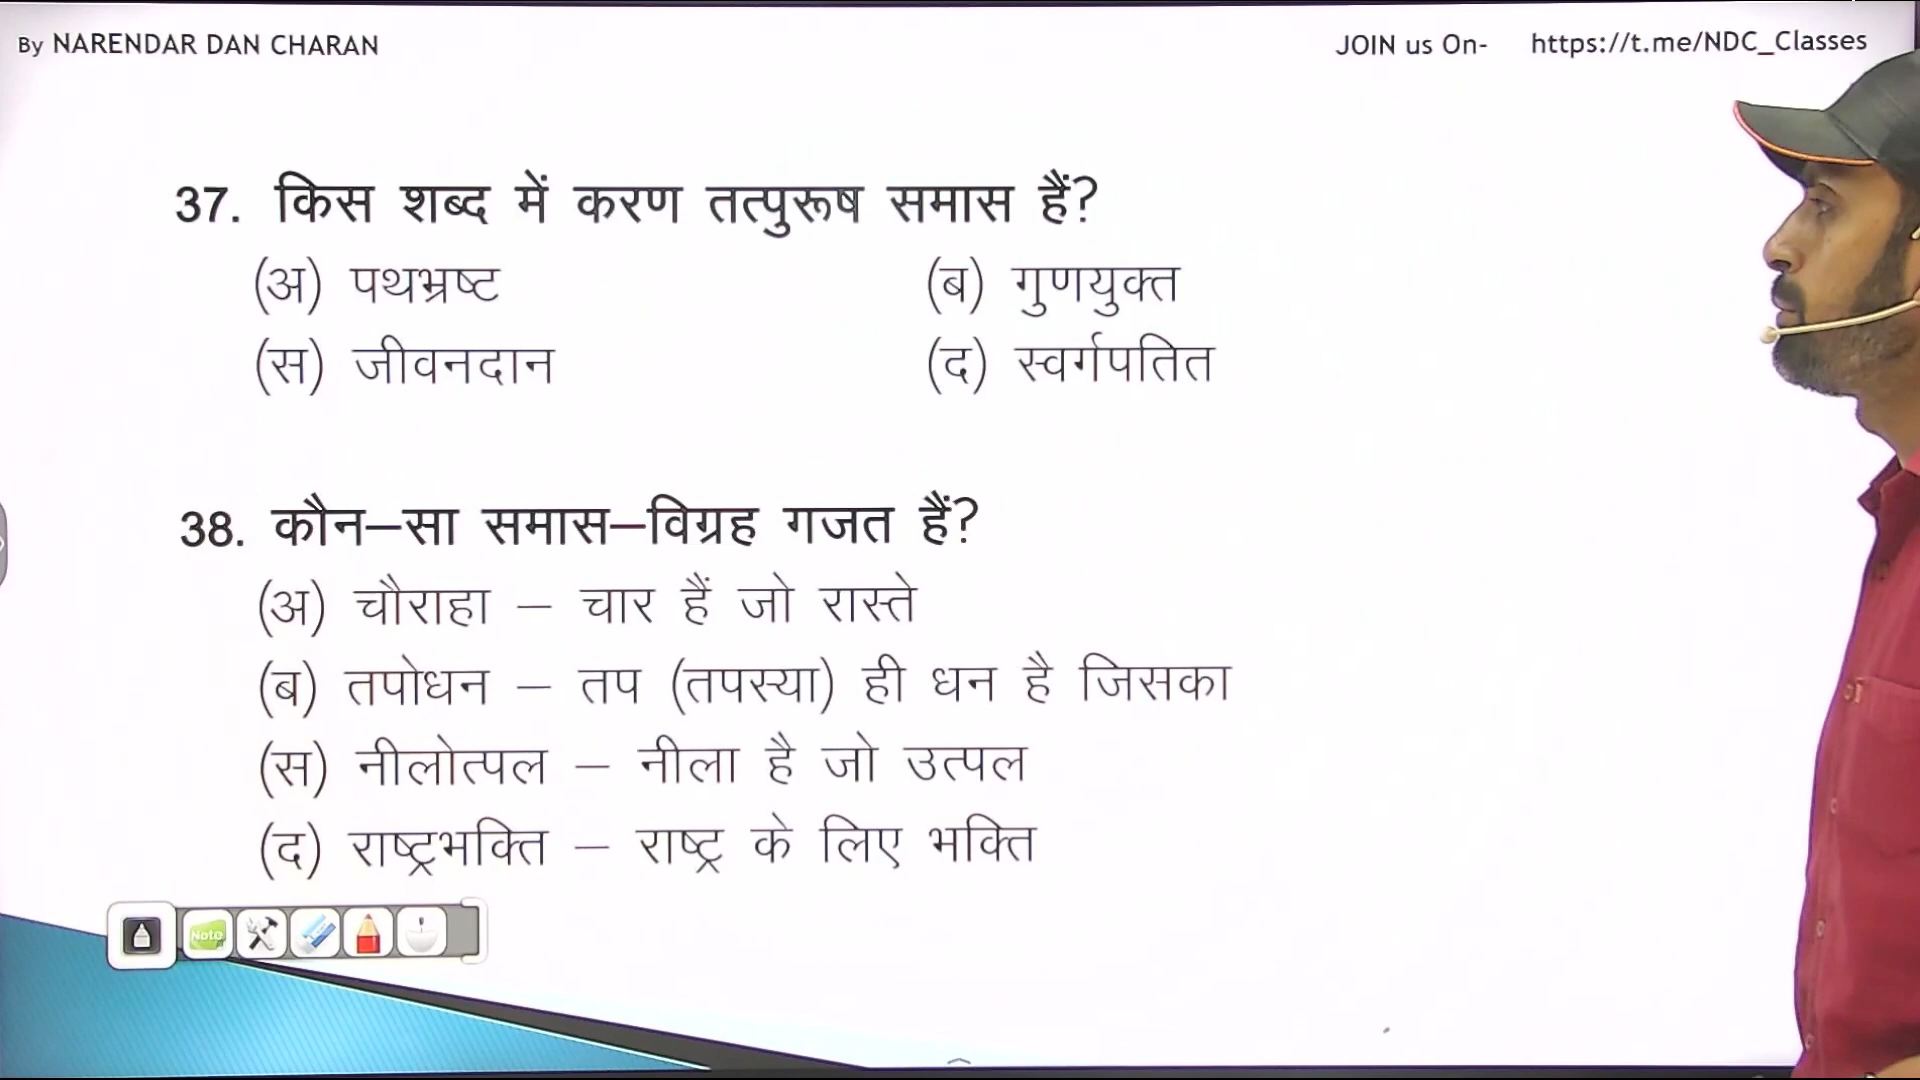 By NARENDAR DAN CHARAN
JOIN us On- https://t.me/NDC_Classes
37. किस शब्द में करण तत्पुरूष समास हैं?
(अ) पथभ्रष्ट (ब) गुणयुक्त
(स) जीवनदान (द) स्वर्गपतित
38. कौन–सा समास–विग्रह गजत हैं?
(अ) चौराहा – चार हैं जो रास्ते
(ब) तपोधन – तप (तपस्या) ही धन है जिसका
(स) नीलोत्पल – नीला है जो उत्पल
(द) राष्ट्रभक्ति – राष्ट्र के लिए भक्ति
Note